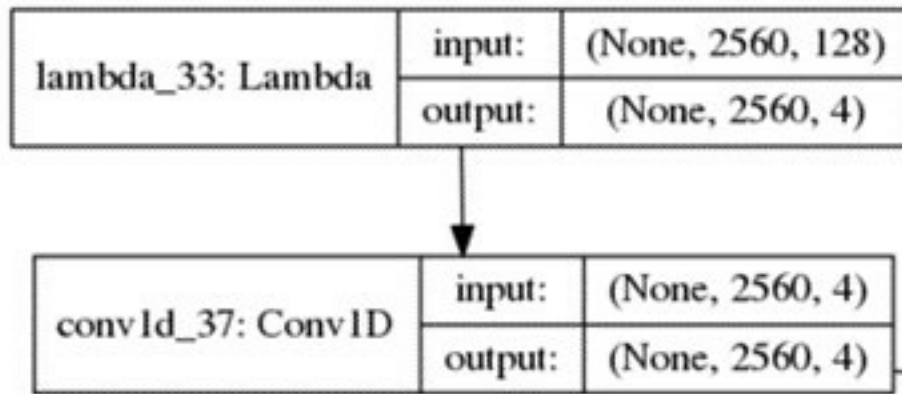 lambda_33: Lambda
input: (None, 2560, 128)
output: (None, 2560, 4)
conv1d_37: Conv1D
input: (None, 2560, 4)
output: (None, 2560, 4)